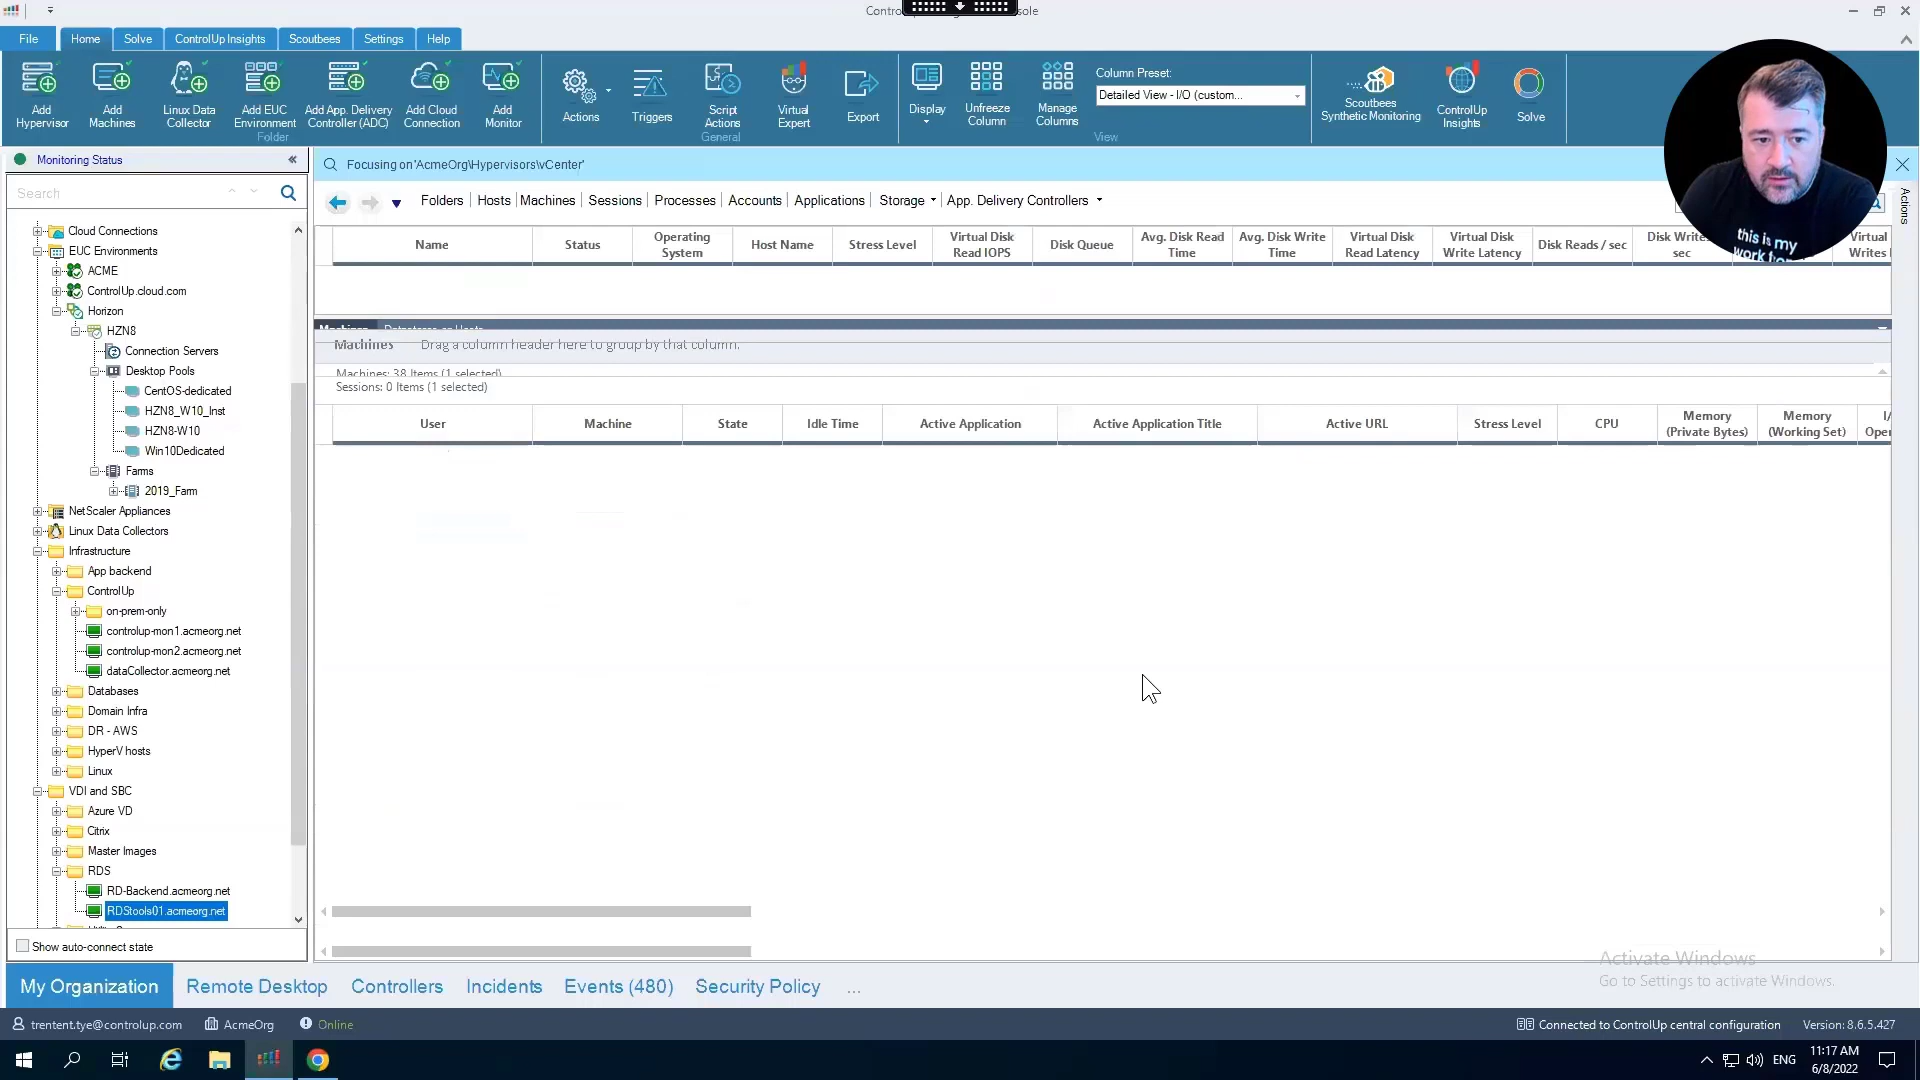 File
Home
Solve
ControlUp Insights
Scoutbees
Settings
Help
Add Hypervisor
Add Machines
Linux Data Collector
Add EUC Environment
Add App. Delivery Controller (ADC)
Add Cloud Connection
Add Monitor
Folder
Actions
Triggers
Script Actions
Virtual Expert
Export
General
Display
Unfreeze Column
Manage Columns
Column Preset:
Detailed View - I/O (custom...
View
Scoutbees Synthetic Monitoring
ControlUp Insights
Solve
this is my
Monitoring Status
Search
Cloud Connections
EUC Environments
ACME
ControlUp.cloud.com
Horizon
HZN8
Connection Servers
Desktop Pools
CentOS-dedicated
HZN8_W10_Inst
HZN8-W10
Win10Dedicated
Farms
2019_Farm
NetScaler Appliances
Linux Data Collectors
Infrastructure
App backend
ControlUp
on-prem-only
controlup-mon1.acmeorg.net
controlup-mon2.acmeorg.net
dataCollector.acmeorg.net
Databases
Domain Infra
DR - AWS
HyperV hosts
Linux
VDI and SBC
Azure VD
Citrix
Master Images
RDS
RD-Backend.acmeorg.net
RDStools01.acmeorg.net
Show auto-connect state
Focusing on 'AcmeOrg\Hypervisors\vCenter'
Folders Hosts Machines Sessions Processes Accounts Applications Storage App. Delivery Controllers
Actions
Name
Status
Operating System
Host Name
Stress Level
Virtual Disk Read IOPS
Disk Queue
Avg. Disk Read Time
Avg. Disk Write Time
Virtual Disk Read Latency
Virtual Disk Write Latency
Disk Reads / sec
sec
Virtual
Machines Drag a column header here to group by that column.
Machines: 38 Items (1 selected)
Sessions: 0 Items (1 selected)
User
Machine
State
Idle Time
Active Application
Active Application Title
Active URL
Stress Level
CPU
Memory (Private Bytes)
Memory (Working Set)
Activate Windows
Go to Settings to activate Windows.
My Organization Remote Desktop Controllers Incidents Events (480) Security Policy ...
trentent.tye@controlup.com AcmeOrg Online
Connected to ControlUp central configuration Version: 8.6.5.427
ENG
11:17 AM
6/8/2022